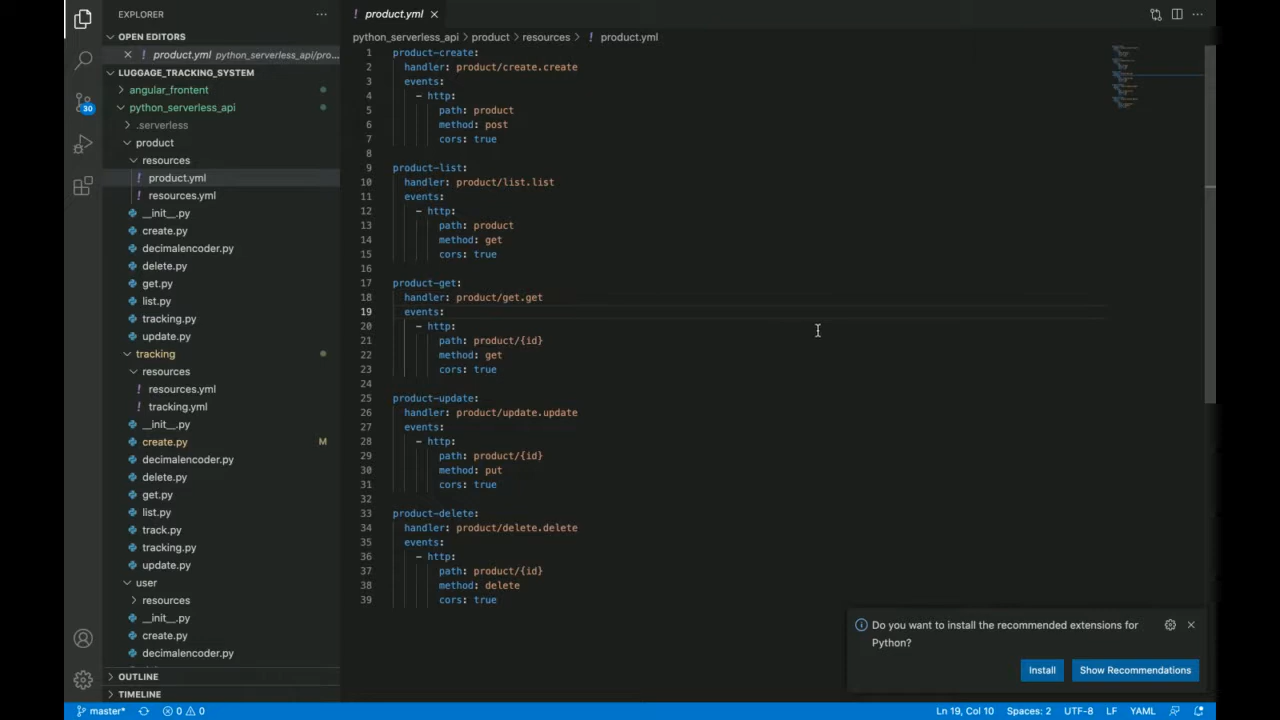 EXPLORER
OPEN EDITORS
product.yml python_serverless_api/pro...
LUGGAGE_TRACKING_SYSTEM
angular_frontent
python_serverless_api
.serverless
product
resources
product.yml
resources.yml
__init__.py
create.py
decimalencoder.py
delete.py
get.py
list.py
tracking.py
update.py
tracking
resources
resources.yml
tracking.yml
__init__.py
create.py M
decimalencoder.py
delete.py
get.py
list.py
track.py
tracking.py
update.py
user
resources
__init__.py
create.py
decimalencoder.py
OUTLINE
TIMELINE
30
product.yml
python_serverless_api > product > resources > product.yml
1 product-create:
2 handler: product/create.create
3 events:
4 - http:
5 path: product
6 method: post
7 cors: true
8
9 product-list:
10 handler: product/list.list
11 events:
12 - http:
13 path: product
14 method: get
15 cors: true
16
17 product-get:
18 handler: product/get.get
19 events:
20 - http:
21 path: product/{id}
22 method: get
23 cors: true
24
25 product-update:
26 handler: product/update.update
27 events:
28 - http:
29 path: product/{id}
30 method: put
31 cors: true
32
33 product-delete:
34 handler: product/delete.delete
35 events:
36 - http:
37 path: product/{id}
38 method: delete
39 cors: true
Do you want to install the recommended extensions for
Python?
Install
Show Recommendations
master* 0 0 Ln 19, Col 10 Spaces: 2 UTF-8 LF YAML